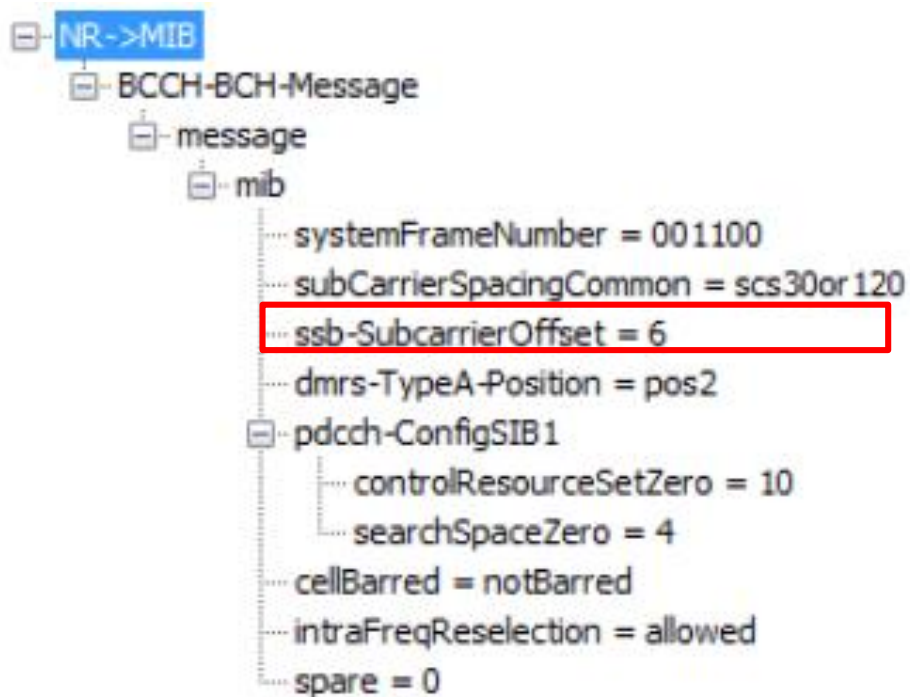 NR->MIB
BCCH-BCH-Message
message
mib
systemFrameNumber = 001100
subCarrierSpacingCommon = scs30or120
ssb-SubcarrierOffset = 6
dmrs-TypeA-Position = pos2
pdcch-ConfigSIB1
controlResourceSetZero = 10
searchSpaceZero = 4
cellBarred = notBarred
intraFreqReselection = allowed
spare = 0